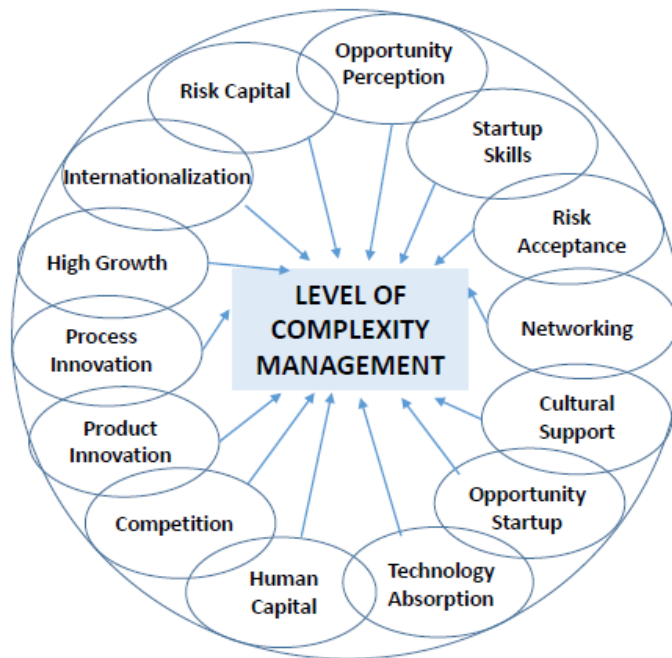 Opportunity
Perception
Risk Capital
Startup
Skills
Internationalization
Risk
Acceptance
High Growth
LEVEL OF
COMPLEXITY
MANAGEMENT
Networking
Process
Innovation
Cultural
Support
Product
Innovation
Opportunity
Startup
Competition
Technology
Absorption
Human
Capital